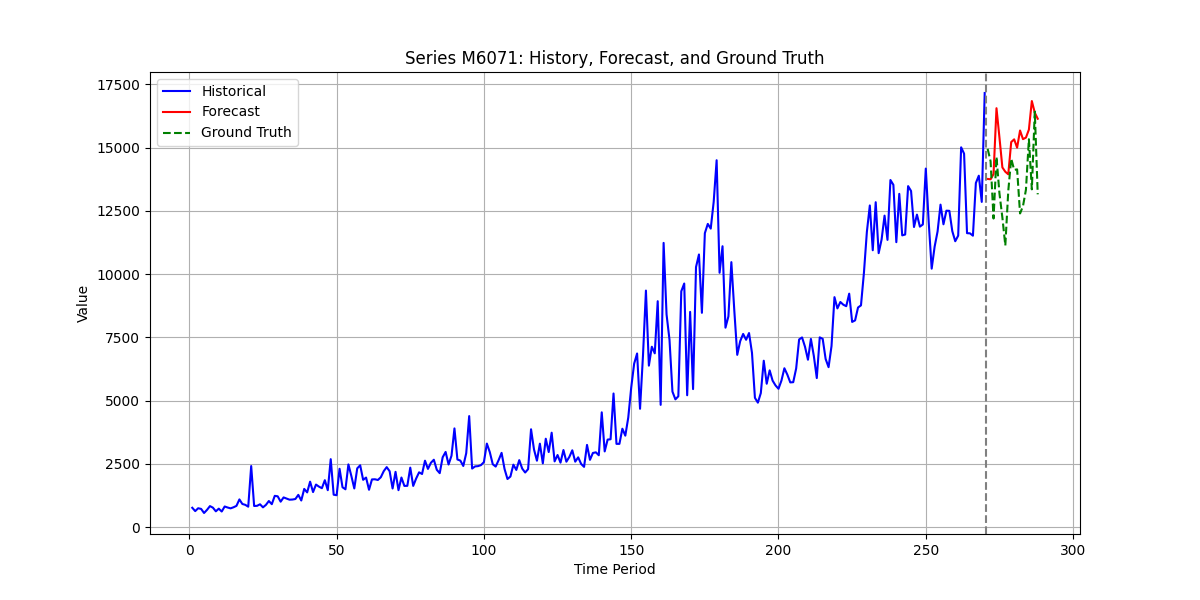 Series M6071: History, Forecast, and Ground Truth
Historical
Forecast
Ground Truth
17500
15000
12500
10000
7500
5000
2500
0
Value
0 50 100 150 200 250 300
Time Period